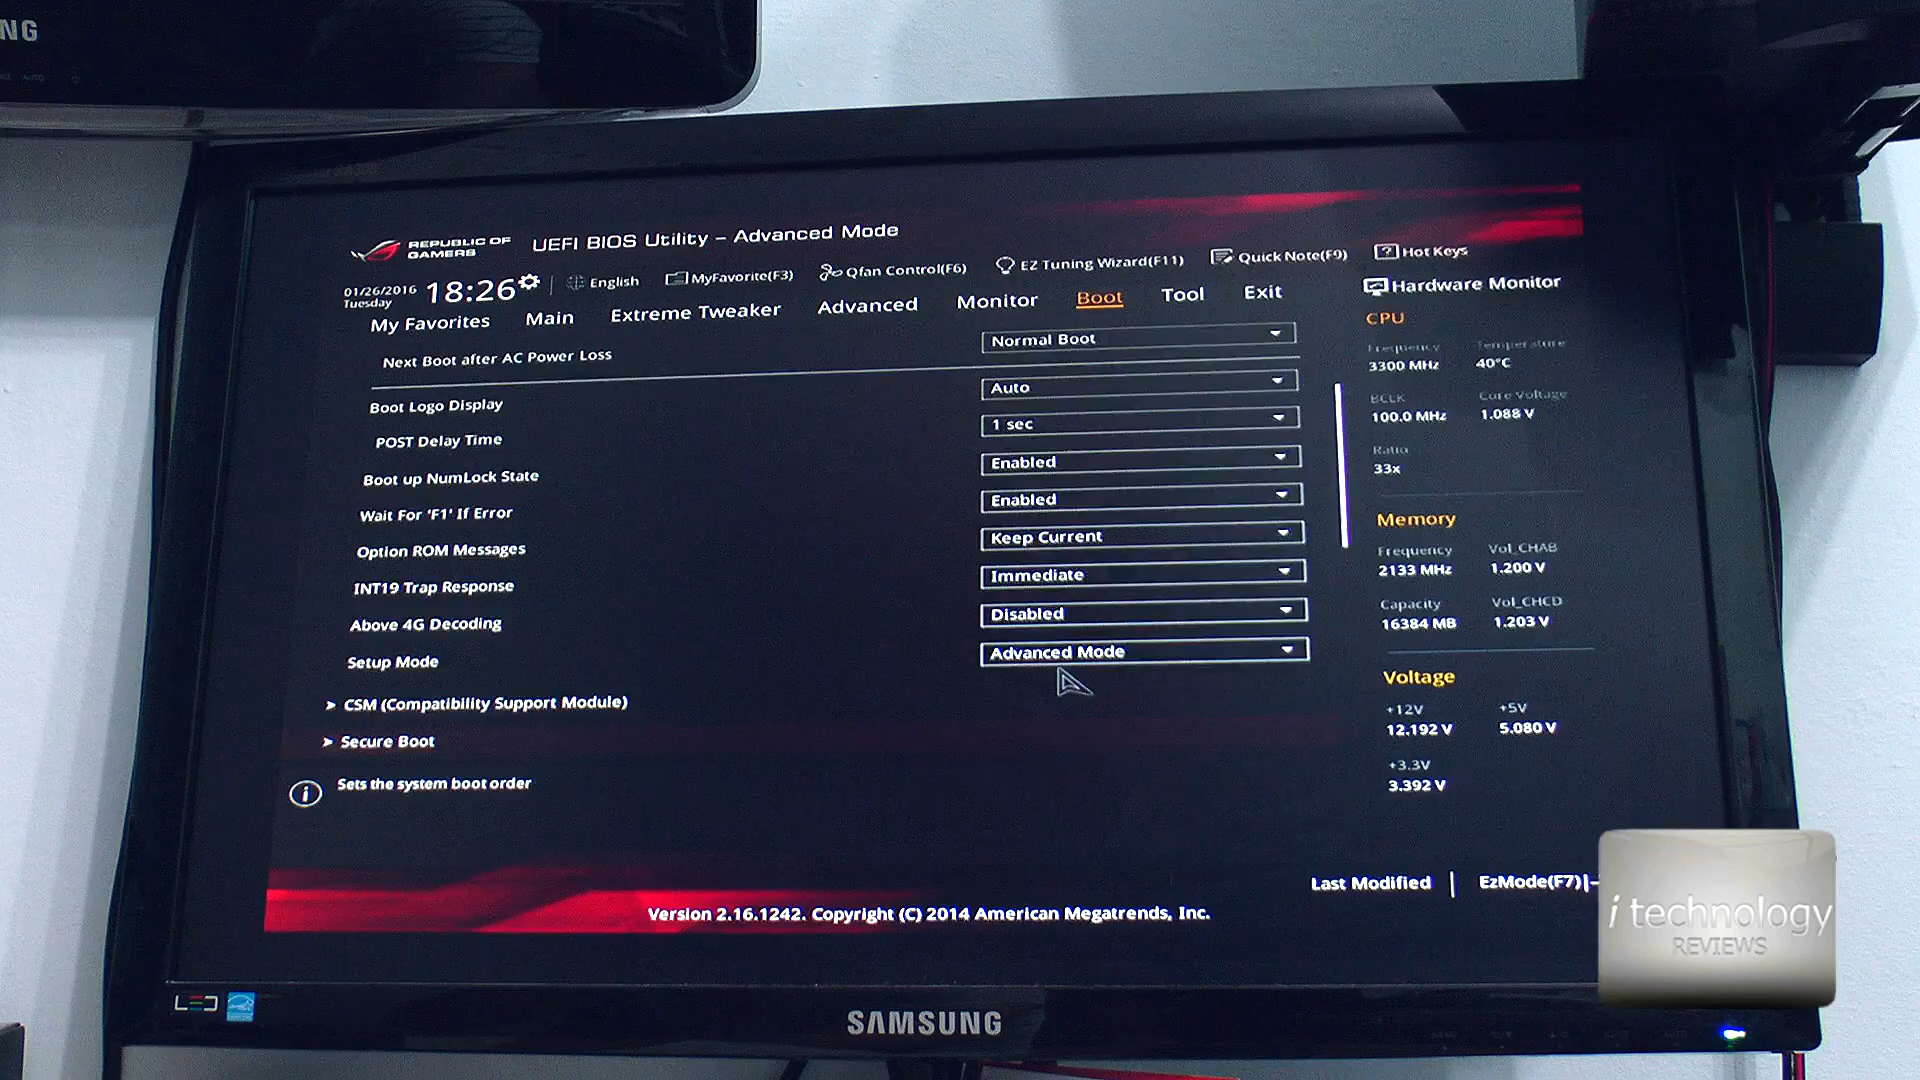 NG
AUTO
REPUBLIC OF
GAMERS
UEFI BIOS Utility – Advanced Mode
01/26/2016
Tuesday
18:26
English
MyFavorite(F3)
Qfan Control(F6)
EZ Tuning Wizard(F11)
Quick Note(F9)
Hot Keys
My Favorites
Main
Extreme Tweaker
Advanced
Monitor
Boot
Tool
Exit
Hardware Monitor
Next Boot after AC Power Loss
Normal Boot
Boot Logo Display
Auto
POST Delay Time
1 sec
Boot up NumLock State
Enabled
Wait For 'F1' If Error
Enabled
Option ROM Messages
Keep Current
INT19 Trap Response
Immediate
Above 4G Decoding
Disabled
Setup Mode
Advanced Mode
CSM (Compatibility Support Module)
Secure Boot
Sets the system boot order
CPU
Frequency Temperature
3300 MHz 40°C
BCLK Core Voltage
100.0 MHz 1.088 V
Ratio
33x
Memory
Frequency Vol_CHAB
2133 MHz 1.200 V
Capacity Vol_CHCD
16384 MB 1.203 V
Voltage
+12V +5V
12.192 V 5.080 V
+3.3V
3.392 V
Last Modified
EzMode(F7)
Version 2.16.1242. Copyright (C) 2014 American Megatrends, Inc.
i technology
REVIEWS
LED
SAMSUNG